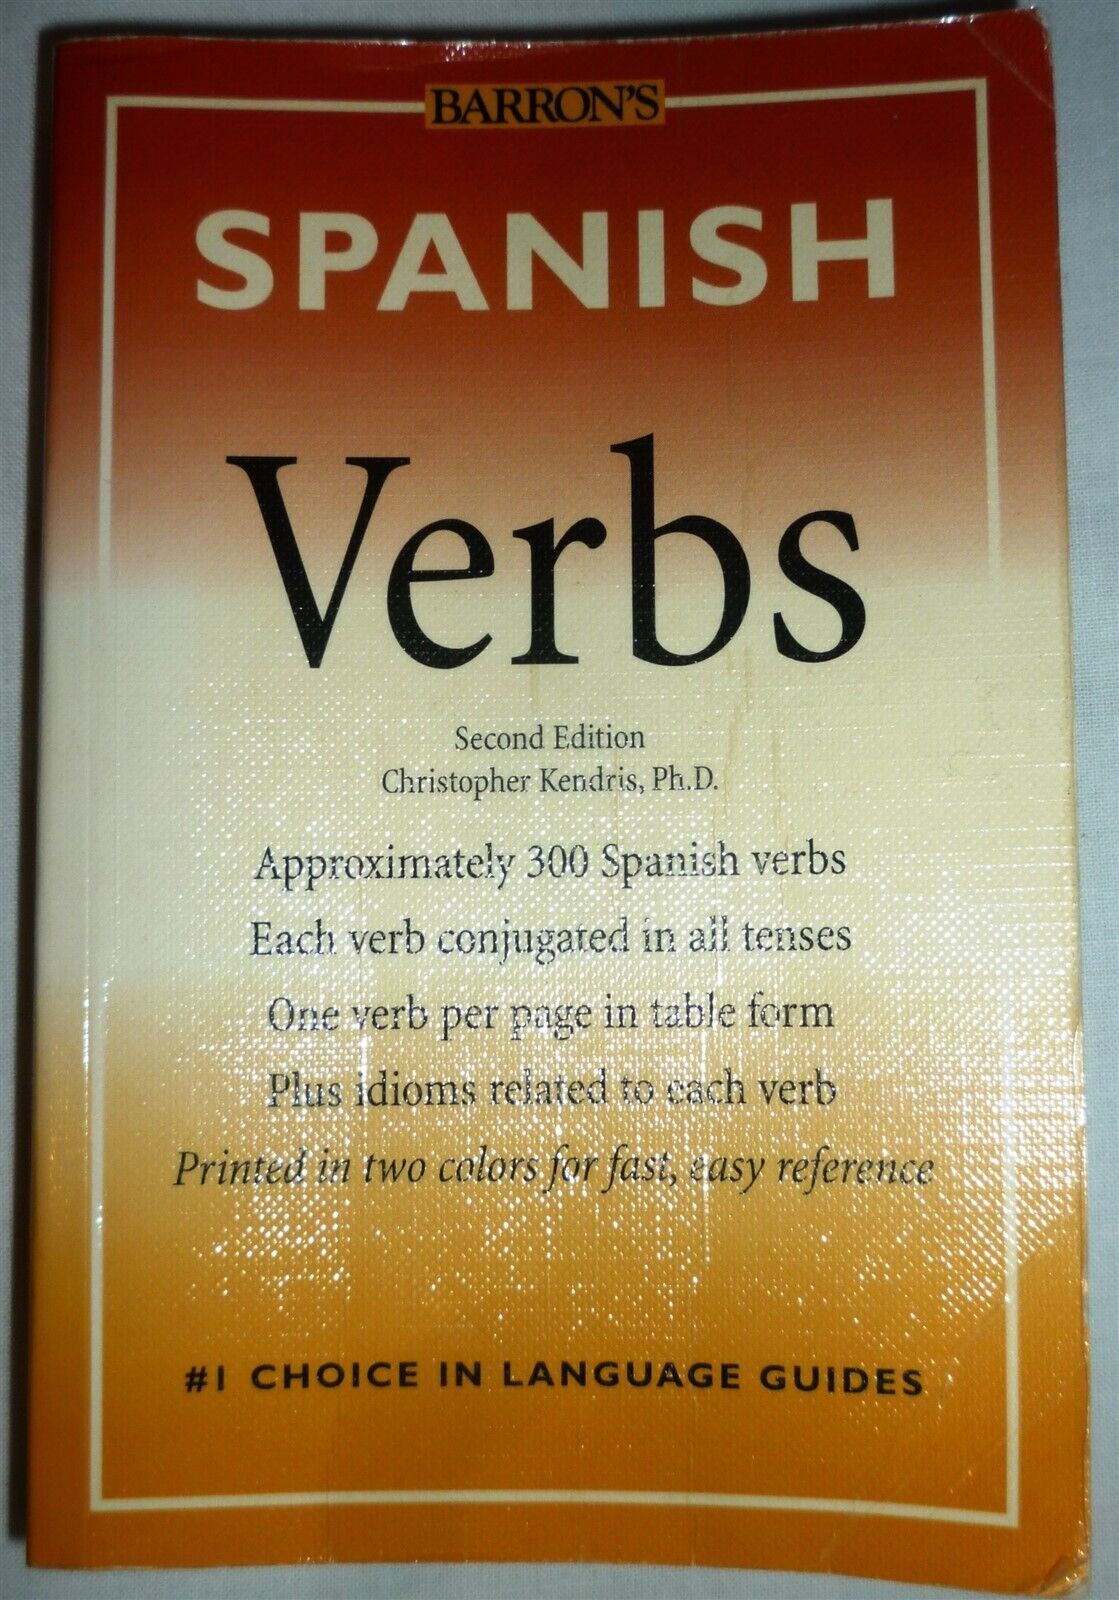 BARRON'S
SPANISH
Verbs
Second Edition
Christopher Kendris, Ph.D.
Approximately 300 Spanish verbs
Each verb conjugated in all tenses
One verb per page in table form
Plus idioms related to each verb
Printed in two colors for fast, easy reference
#1 CHOICE IN LANGUAGE GUIDES